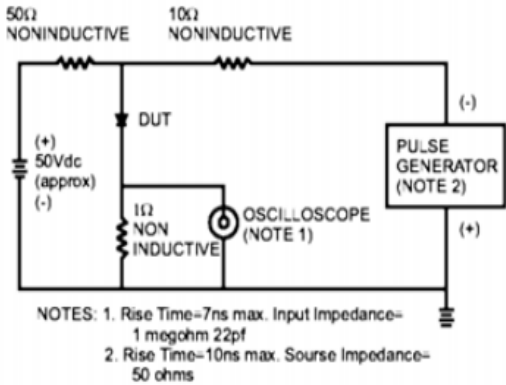 50Ω
NONINDUCTIVE
10Ω
NONINDUCTIVE
(+)
50Vdc
(approx)
(-)
DUT
1Ω
NON
INDUCTIVE
OSCILLOSCOPE
(NOTE 1)
(-)
PULSE
GENERATOR
(NOTE 2)
(+)
NOTES: 1. Rise Time=7ns max. Input Impedance=
1 megohm 22pf
2. Rise Time=10ns max. Sourse Impedance=
50 ohms